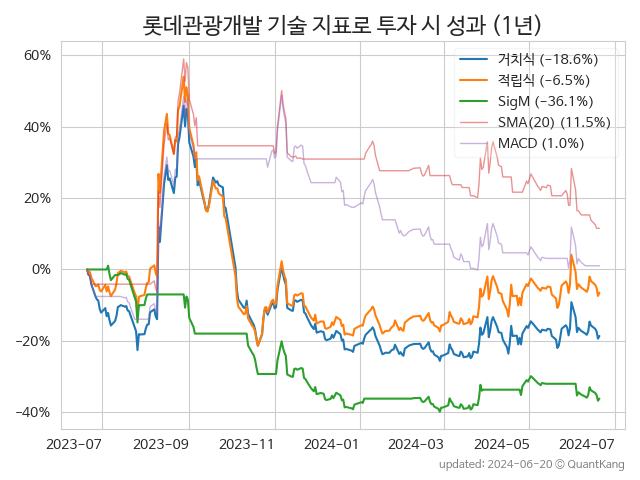 롯데관광개발 기술 지표로 투자 시 성과 (1년)
거치식 (−18.6%)
적립식 (−6.5%)
SigM (−36.1%)
SMA(20) (11.5%)
MACD (1.0%)
60%
40%
20%
0%
−20%
−40%
2023-07 2023-09 2023-11 2024-01 2024-03 2024-05 2024-07
updated: 2024-06-20 © QuantKang